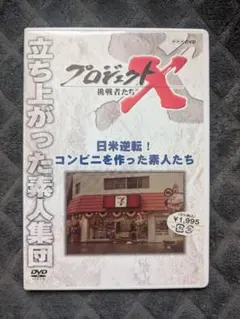 NHK DVD
プロジェクトX
挑戦者たち
日米逆転！
コンビニを作った素人たち
立ち上がった素人集団
¥1,995
DVD